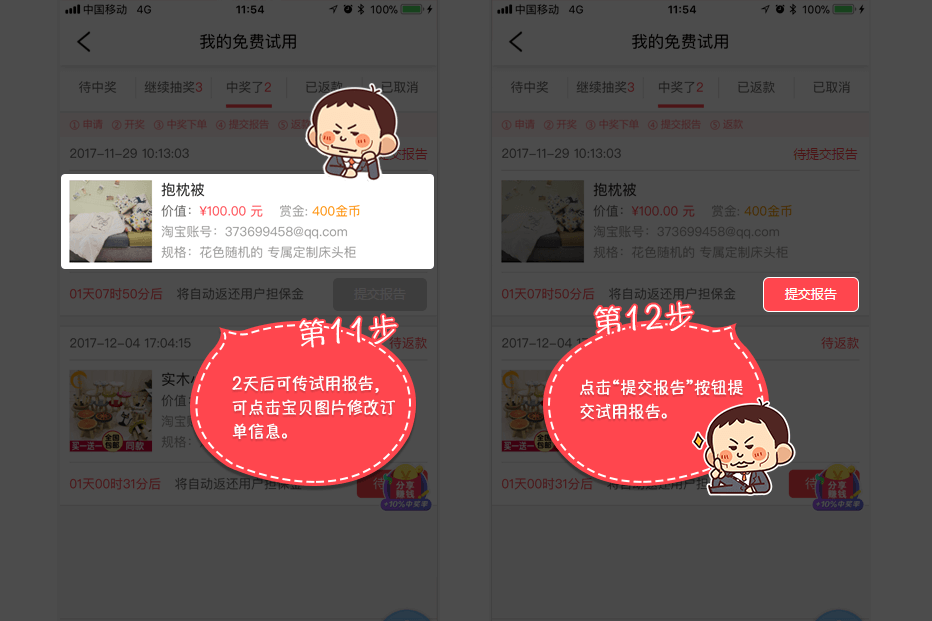 中国移动 4G 11:54 100%
我的免费试用
待中奖 继续抽奖3 中奖了2 已返款 已取消
① 申请 ② 开奖 ③ 中奖下单 ④ 提交报告 ⑤ 返款
2017-11-29 10:13:03 提交报告
抱枕被
价值: ¥100.00 元 赏金: 400金币
淘宝账号: 373699458@qq.com
规格: 花色随机的 专属定制床头柜
01天07时50分后 将自动返还用户担保金 提交报告
第11步
2017-12-04 17:04:15 待返款
2天后可传试用报告,
可点击宝贝图片修改订
单信息。
实木
价值
淘宝
规格:
全国
包邮
买一送一 同款
01天00时31分后 将自动返还用户担保金 待
分享
赚钱
+10%中奖率
中国移动 4G 11:54 100%
我的免费试用
待中奖 继续抽奖3 中奖了2 已返款 已取消
① 申请 ② 开奖 ③ 中奖下单 ④ 提交报告 ⑤ 返款
2017-11-29 10:13:03 待提交报告
抱枕被
价值: ¥100.00 元 赏金: 400金币
淘宝账号: 373699458@qq.com
规格: 花色随机的 专属定制床头柜
01天07时50分后 将自动返还用户担保金 提交报告
第12步
2017-12-04 17 待返款
点击“提交报告”按钮提
交试用报告。
全国
包邮
买一送一
01天00时31分后 将自动返还用户担 待
分享
赚钱
+10%中奖率